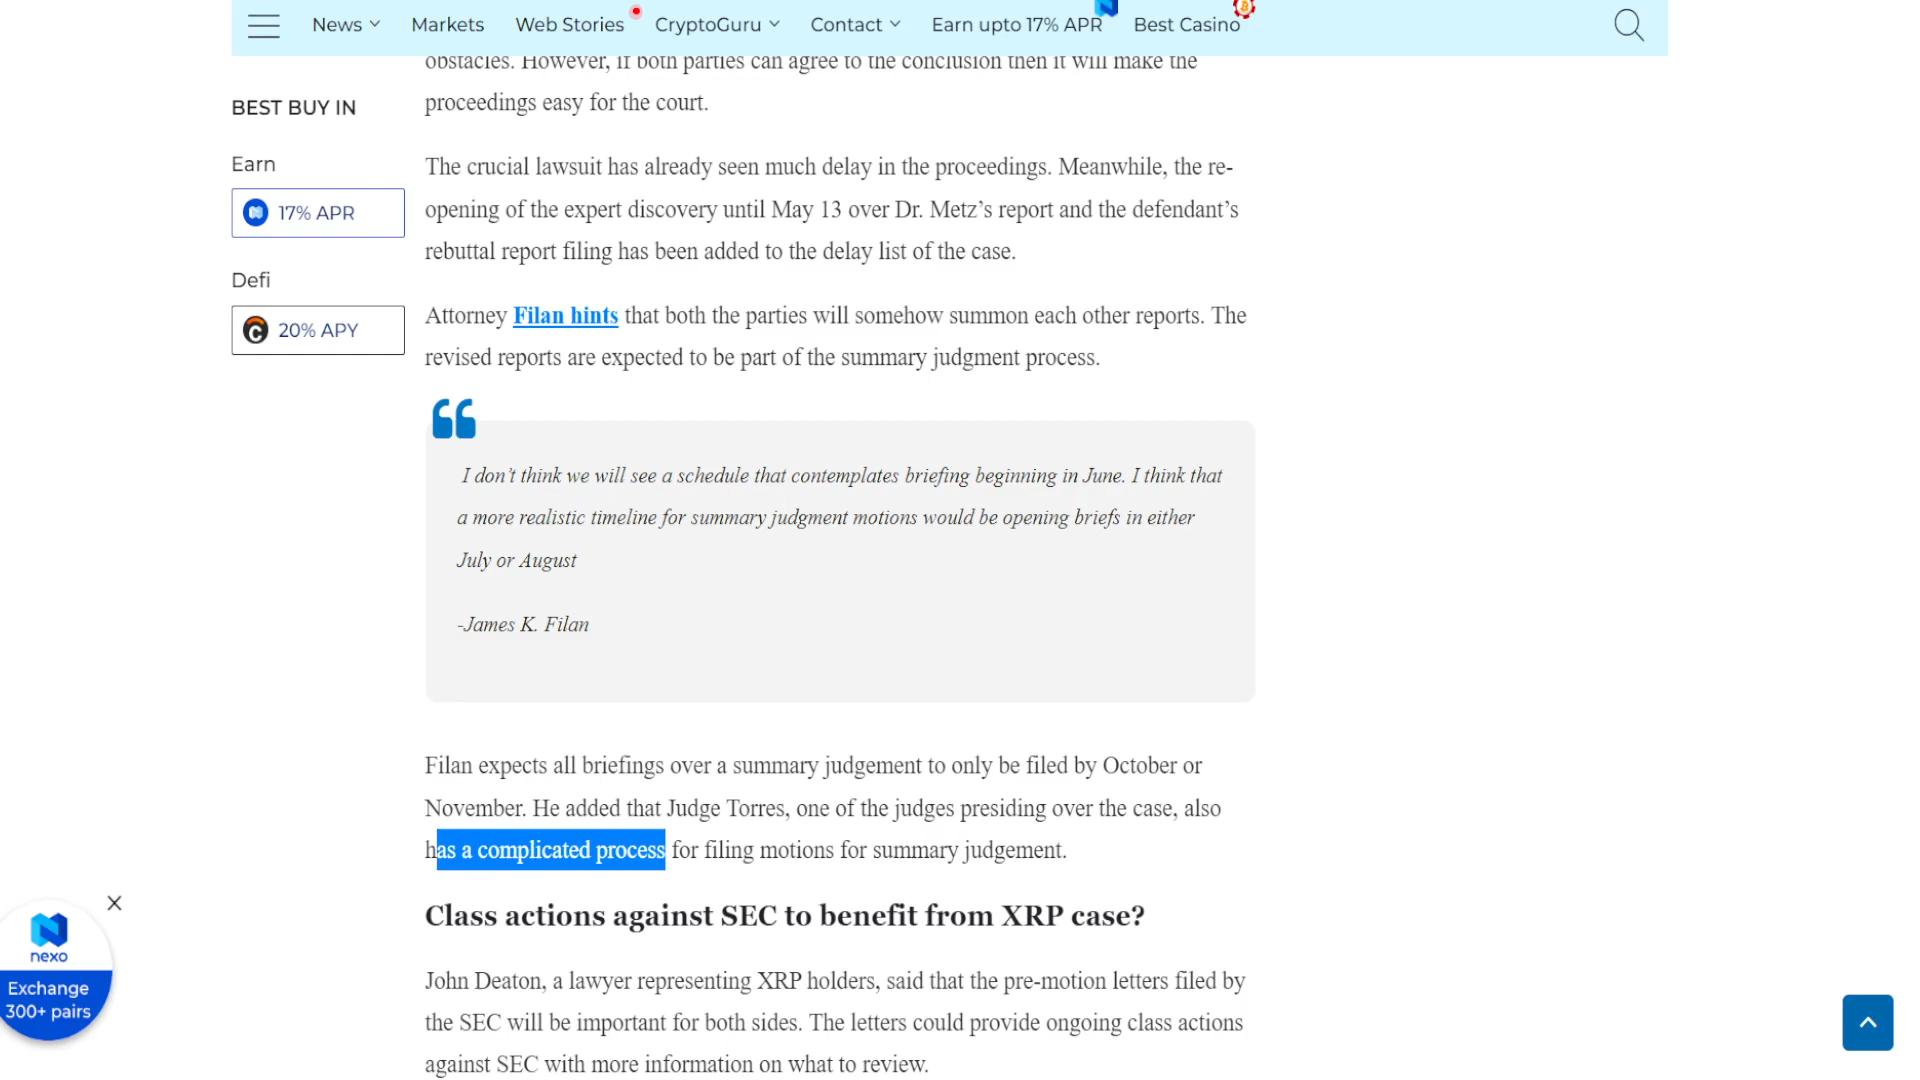 News
Markets
Web Stories
CryptoGuru
Contact
Earn upto 17% APR
Best Casino
BEST BUY IN
Earn
17% APR
Defi
20% APY
obstacles. However, if both parties can agree to the conclusion then it will make the
proceedings easy for the court.
The crucial lawsuit has already seen much delay in the proceedings. Meanwhile, the re-
opening of the expert discovery until May 13 over Dr. Metz’s report and the defendant’s
rebuttal report filing has been added to the delay list of the case.
Attorney Filan hints that both the parties will somehow summon each other reports. The
revised reports are expected to be part of the summary judgment process.
I don’t think we will see a schedule that contemplates briefing beginning in June. I think that
a more realistic timeline for summary judgment motions would be opening briefs in either
July or August
-James K. Filan
Filan expects all briefings over a summary judgement to only be filed by October or
November. He added that Judge Torres, one of the judges presiding over the case, also
has a complicated process for filing motions for summary judgement.
Class actions against SEC to benefit from XRP case?
John Deaton, a lawyer representing XRP holders, said that the pre-motion letters filed by
the SEC will be important for both sides. The letters could provide ongoing class actions
against SEC with more information on what to review.
nexo
Exchange
300+ pairs